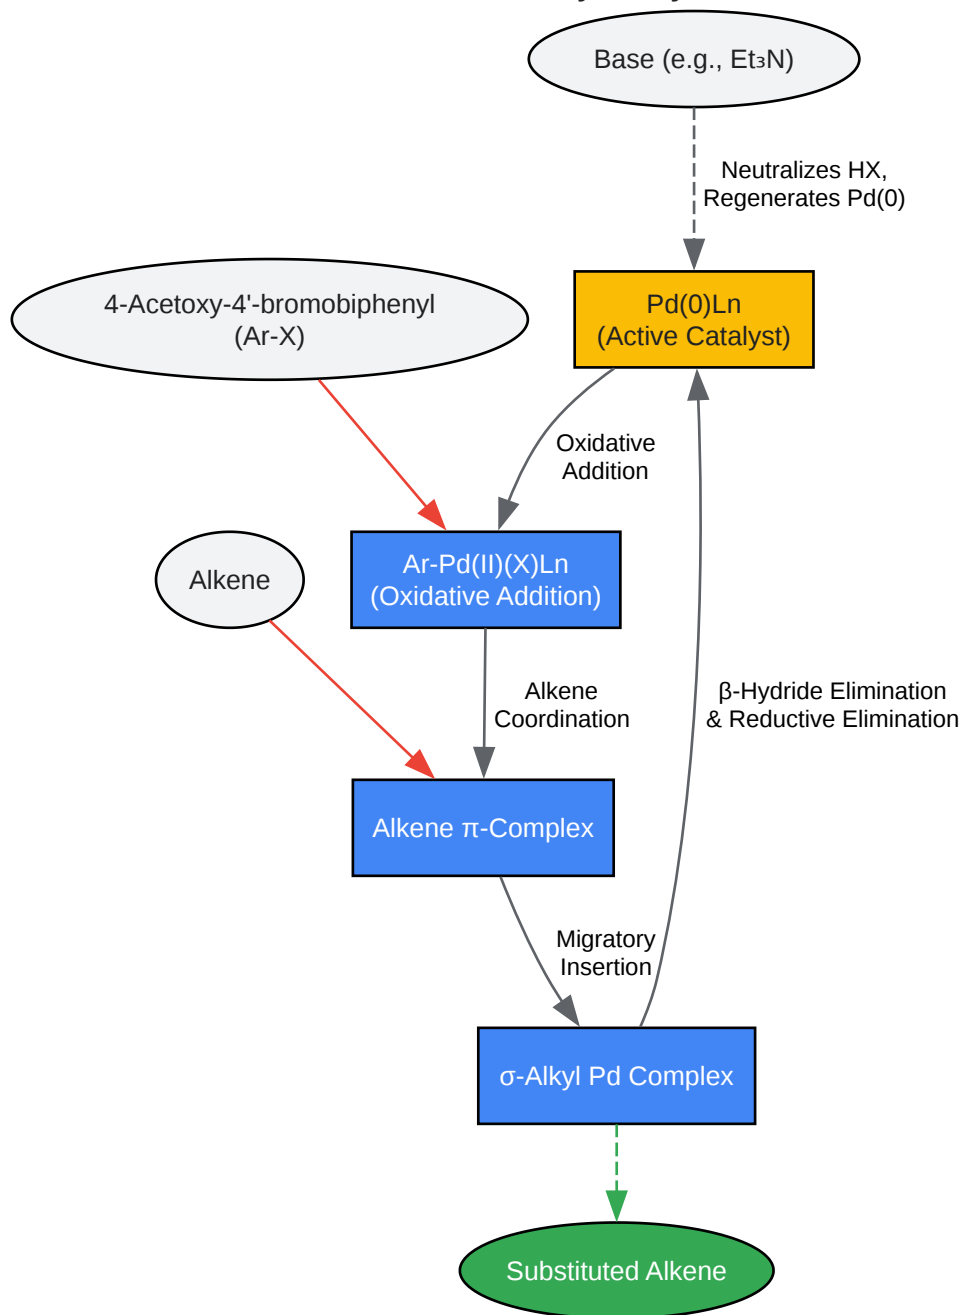 Base (e.g., Et₃N)
Neutralizes HX,
Regenerates Pd(0)
4-Acetoxy-4'-bromobiphenyl
(Ar-X)
Pd(0)Ln
(Active Catalyst)
Oxidative
Addition
Alkene
Ar-Pd(II)(X)Ln
(Oxidative Addition)
Alkene
Coordination
β-Hydride Elimination
& Reductive Elimination
Alkene π-Complex
Migratory
Insertion
σ-Alkyl Pd Complex
Substituted Alkene